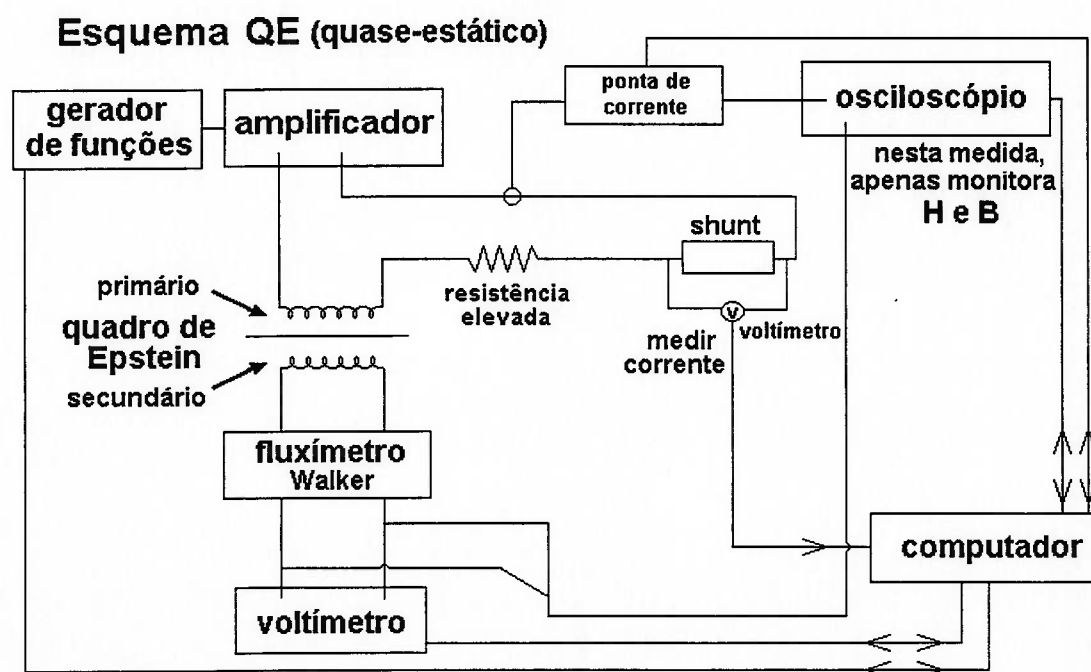 Esquema QE (quase-estático)
gerador
de funções
amplificador
ponta de
corrente
osciloscópio
nesta medida,
apenas monitora
H e B
shunt
primário
quadro de
Epstein
secundário
resistência
elevada
V
voltímetro
medir
corrente
fluxímetro
Walker
computador
voltímetro